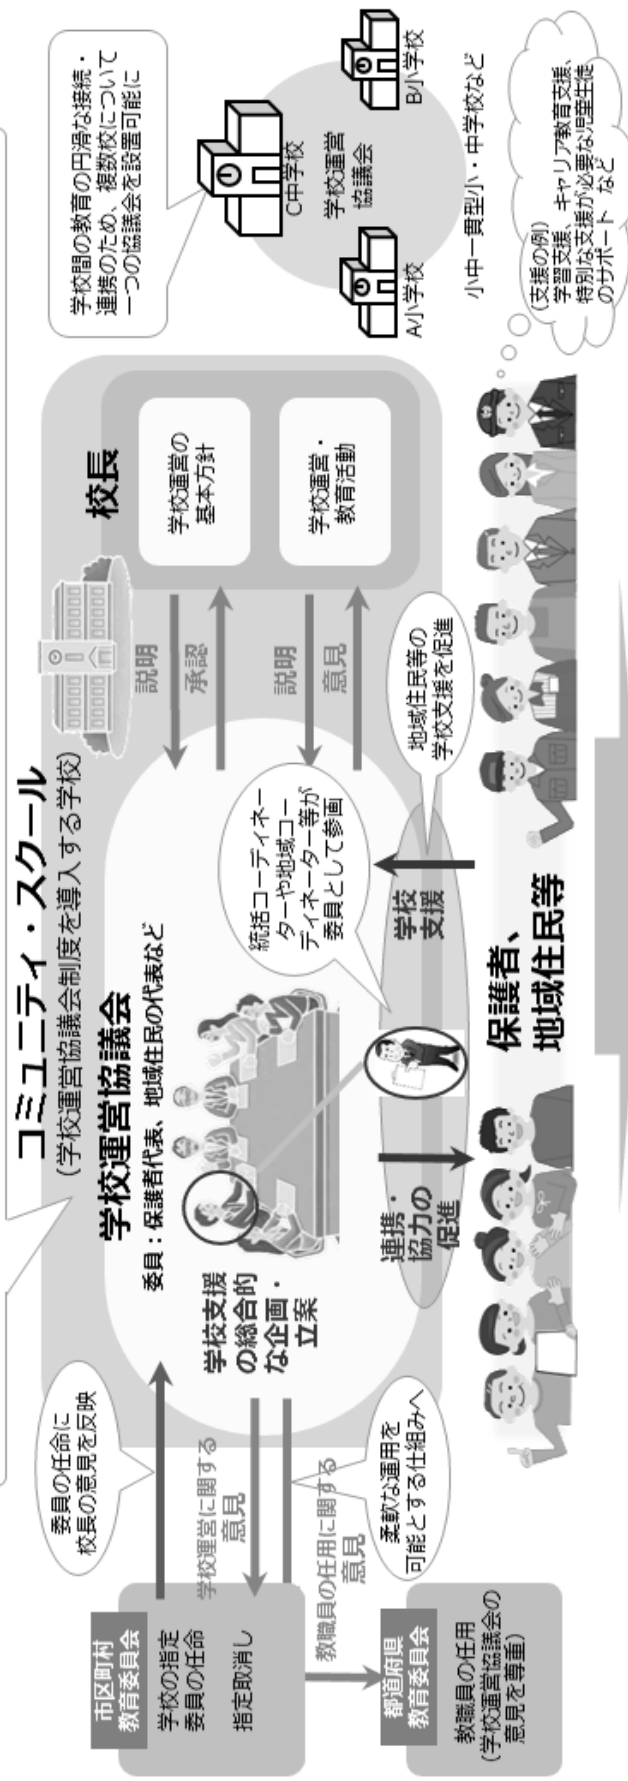 コミュニティ・スクール
(学校運営協議会制度を導入する学校)
学校運営協議会
委員：保護者代表、地域住民の代表など
学校支援
の総合的
な企画・
立案
統括コーディネー
ターや地域コー
ディネーター等が
委員として参画
校長
学校運営の
基本方針
学校運営・
教育活動
説明
承認
説明
意見
委員の任命に
校長の意見を反映
市区町村
教育委員会
学校の指定
委員の任命
指定取消し
学校運営に関する
意見
教職員の任用に関する
意見
柔軟な運用を
可能とする仕組みへ
都道府県
教育委員会
教職員の任用
(学校運営協議会の
意見を尊重)
連携・
協力の
促進
学校
支援
地域住民等の
学校支援を促進
保護者、
地域住民等
学校間の教育の円滑な接続・
連携のため、複数校について
一つの協議会を設置可能に
C中学校
学校運営
協議会
A小学校
B小学校
小中一貫型小・中学校など
(支援の例)
学習支援、キャリア教育支援、
特別な支援が必要な児童生徒
のサポート など